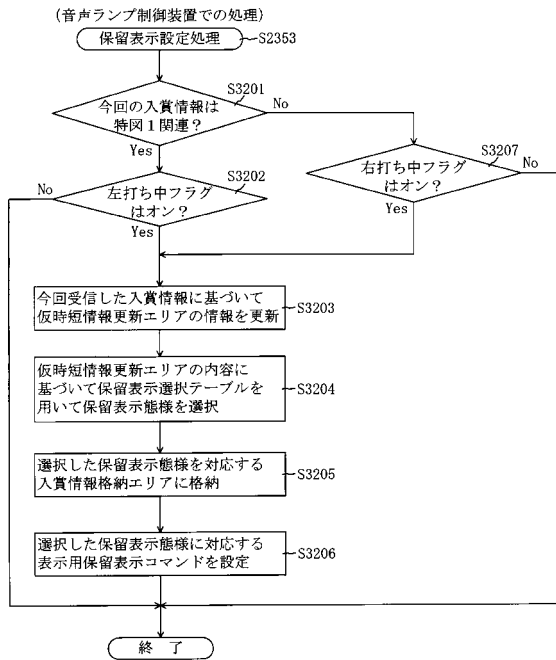 (音声ランプ制御装置での処理)
保留表示設定処理
S2353
S3201
今回の入賞情報は
特図1関連?
No
Yes
S3202
No
左打ち中フラグ
はオン?
Yes
S3207
右打ち中フラグ
はオン?
No
Yes
今回受信した入賞情報に基づいて
仮時短情報更新エリアの情報を更新
S3203
仮時短情報更新エリアの内容に
基づいて保留表示選択テーブルを
用いて保留表示態様を選択
S3204
選択した保留表示態様を対応する
入賞情報格納エリアに格納
S3205
選択した保留表示態様に対応する
表示用保留表示コマンドを設定
S3206
終了